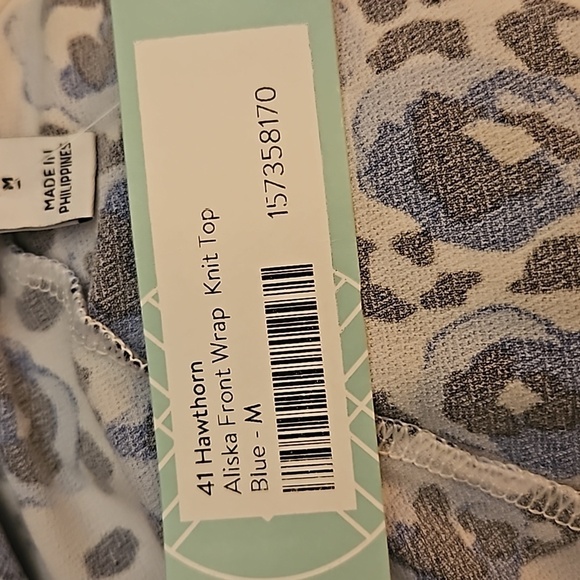 M
MADE IN
PHILIPPINES
41 Hawthorn
Aliska Front Wrap Knit Top
Blue - M
157358170